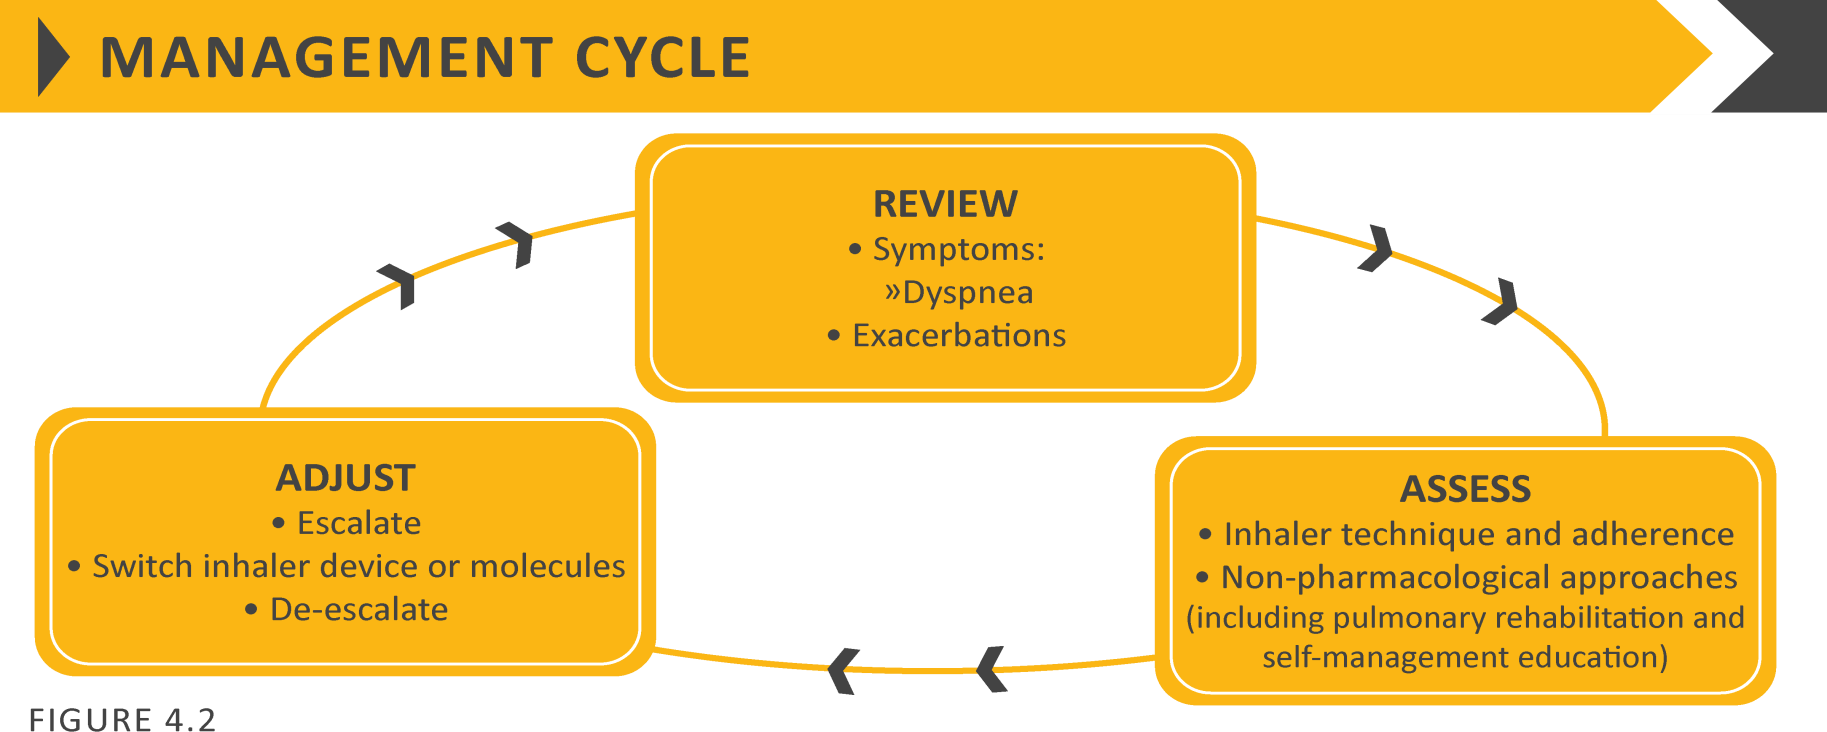 MANAGEMENT CYCLE
REVIEW
• Symptoms:
»Dyspnea
• Exacerbations
ADJUST
• Escalate
• Switch inhaler device or molecules
• De-escalate
ASSESS
• Inhaler technique and adherence
• Non-pharmacological approaches
(including pulmonary rehabilitation and
self-management education)
FIGURE 4.2